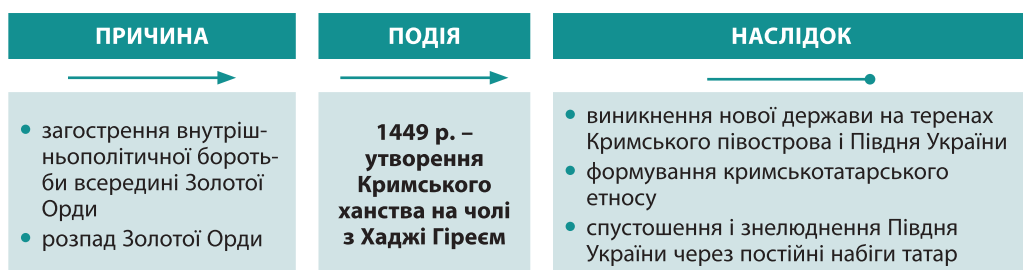 ПРИЧИНА
ПОДІЯ
НАСЛІДОК
загострення внутріш-
ньополітичної бороть-
би всередині Золотої
Орди
розпад Золотої Орди
1449 р. –
утворення
Кримського
ханства на чолі
з Хаджі Гіреєм
виникнення нової держави на теренах
Кримського півострова і Півдня України
формування кримськотатарського
етносу
спустошення і знелюднення Півдня
України через постійні набіги татар